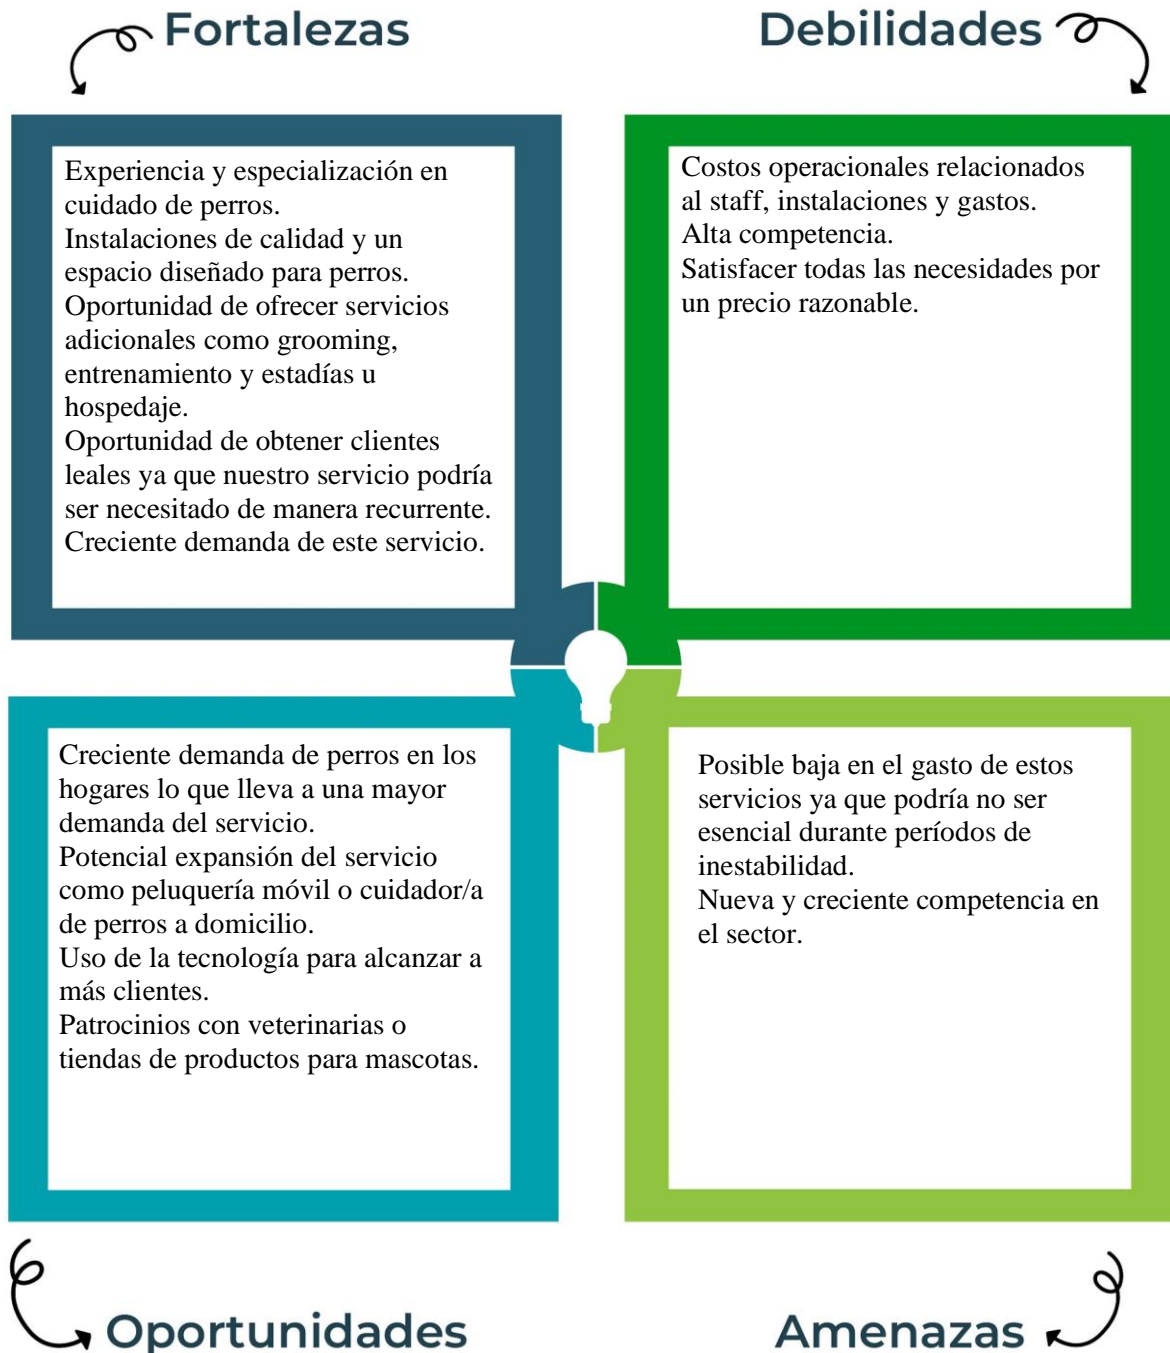 Fortalezas
Experiencia y especialización en
cuidado de perros.
Instalaciones de calidad y un
espacio diseñado para perros.
Oportunidad de ofrecer servicios
adicionales como grooming,
entrenamiento y estadías u
hospedaje.
Oportunidad de obtener clientes
leales ya que nuestro servicio podría
ser necesitado de manera recurrente.
Creciente demanda de este servicio.
Debilidades
Costos operacionales relacionados
al staff, instalaciones y gastos.
Alta competencia.
Satisfacer todas las necesidades por
un precio razonable.
Creciente demanda de perros en los
hogares lo que lleva a una mayor
demanda del servicio.
Potencial expansión del servicio
como peluquería móvil o cuidador/a
de perros a domicilio.
Uso de la tecnología para alcanzar a
más clientes.
Patrocinios con veterinarias o
tiendas de productos para mascotas.
Oportunidades
Posible baja en el gasto de estos
servicios ya que podría no ser
esencial durante períodos de
inestabilidad.
Nueva y creciente competencia en
el sector.
Amenazas